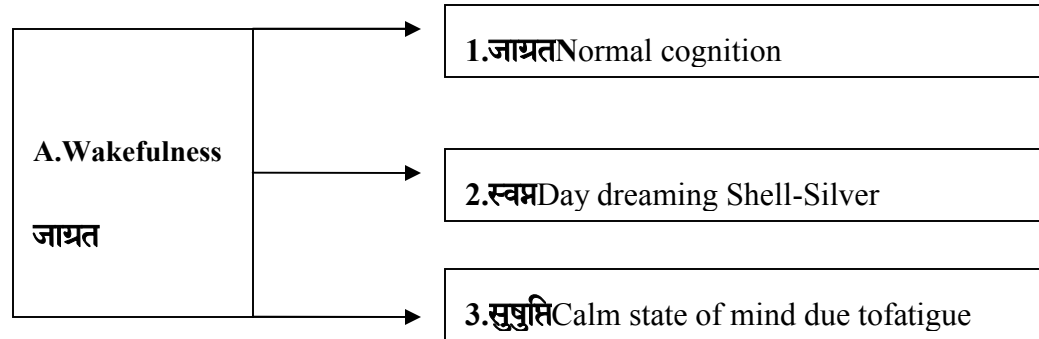 1.जाग्रतNormal cognition
A.Wakefulness
जाग्रत
2.स्वप्नDay dreaming Shell-Silver
3.सुषुप्तिCalm state of mind due tofatigue